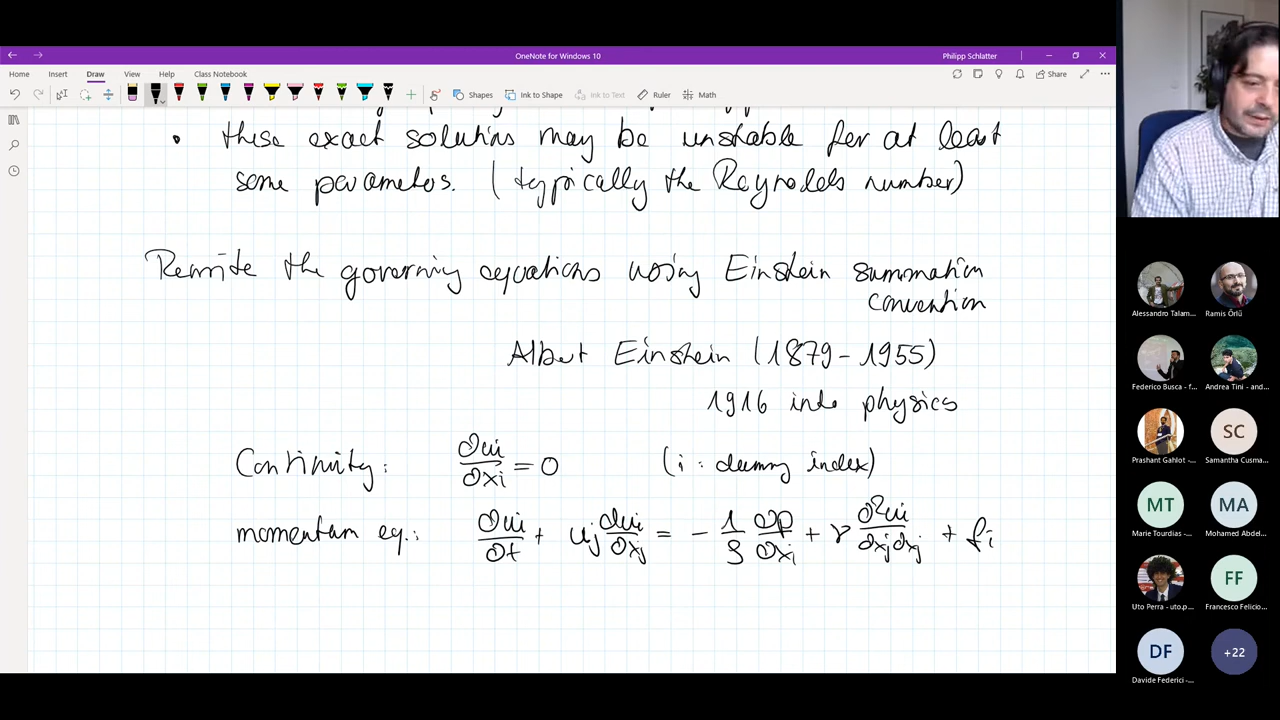 OneNote for Windows 10
Philipp Schlatter
Home Insert Draw View Help Class Notebook
Share
Shapes Ink to Shape Ink to Text Ruler Math
• these exact solutions may be unstable for at least
some parameters. (typically the Reynolds number)
Rewrite the governing equations using Einstein summation
convention
Albert Einstein (1879 - 1955)
1916 into physics
Continuity: ∂ui/∂xi = 0 (i : dummy index)
momentum eq.: ∂ui/∂t + uj ∂ui/∂xj = - 1/ρ ∂p/∂xi + ν ∂²ui/∂xj∂xj + fi
Alessandro Talam...
Ramis Örlü
Federico Busca - f...
Andrea Tini - and...
SC
Prashant Gahlot - ...
Samantha Cusma...
MT
MA
Marie Tourdias - ...
Mohamed Abdel...
FF
Uto Perra - uto.p...
Francesco Felicio...
DF
+22
Davide Federici - ...